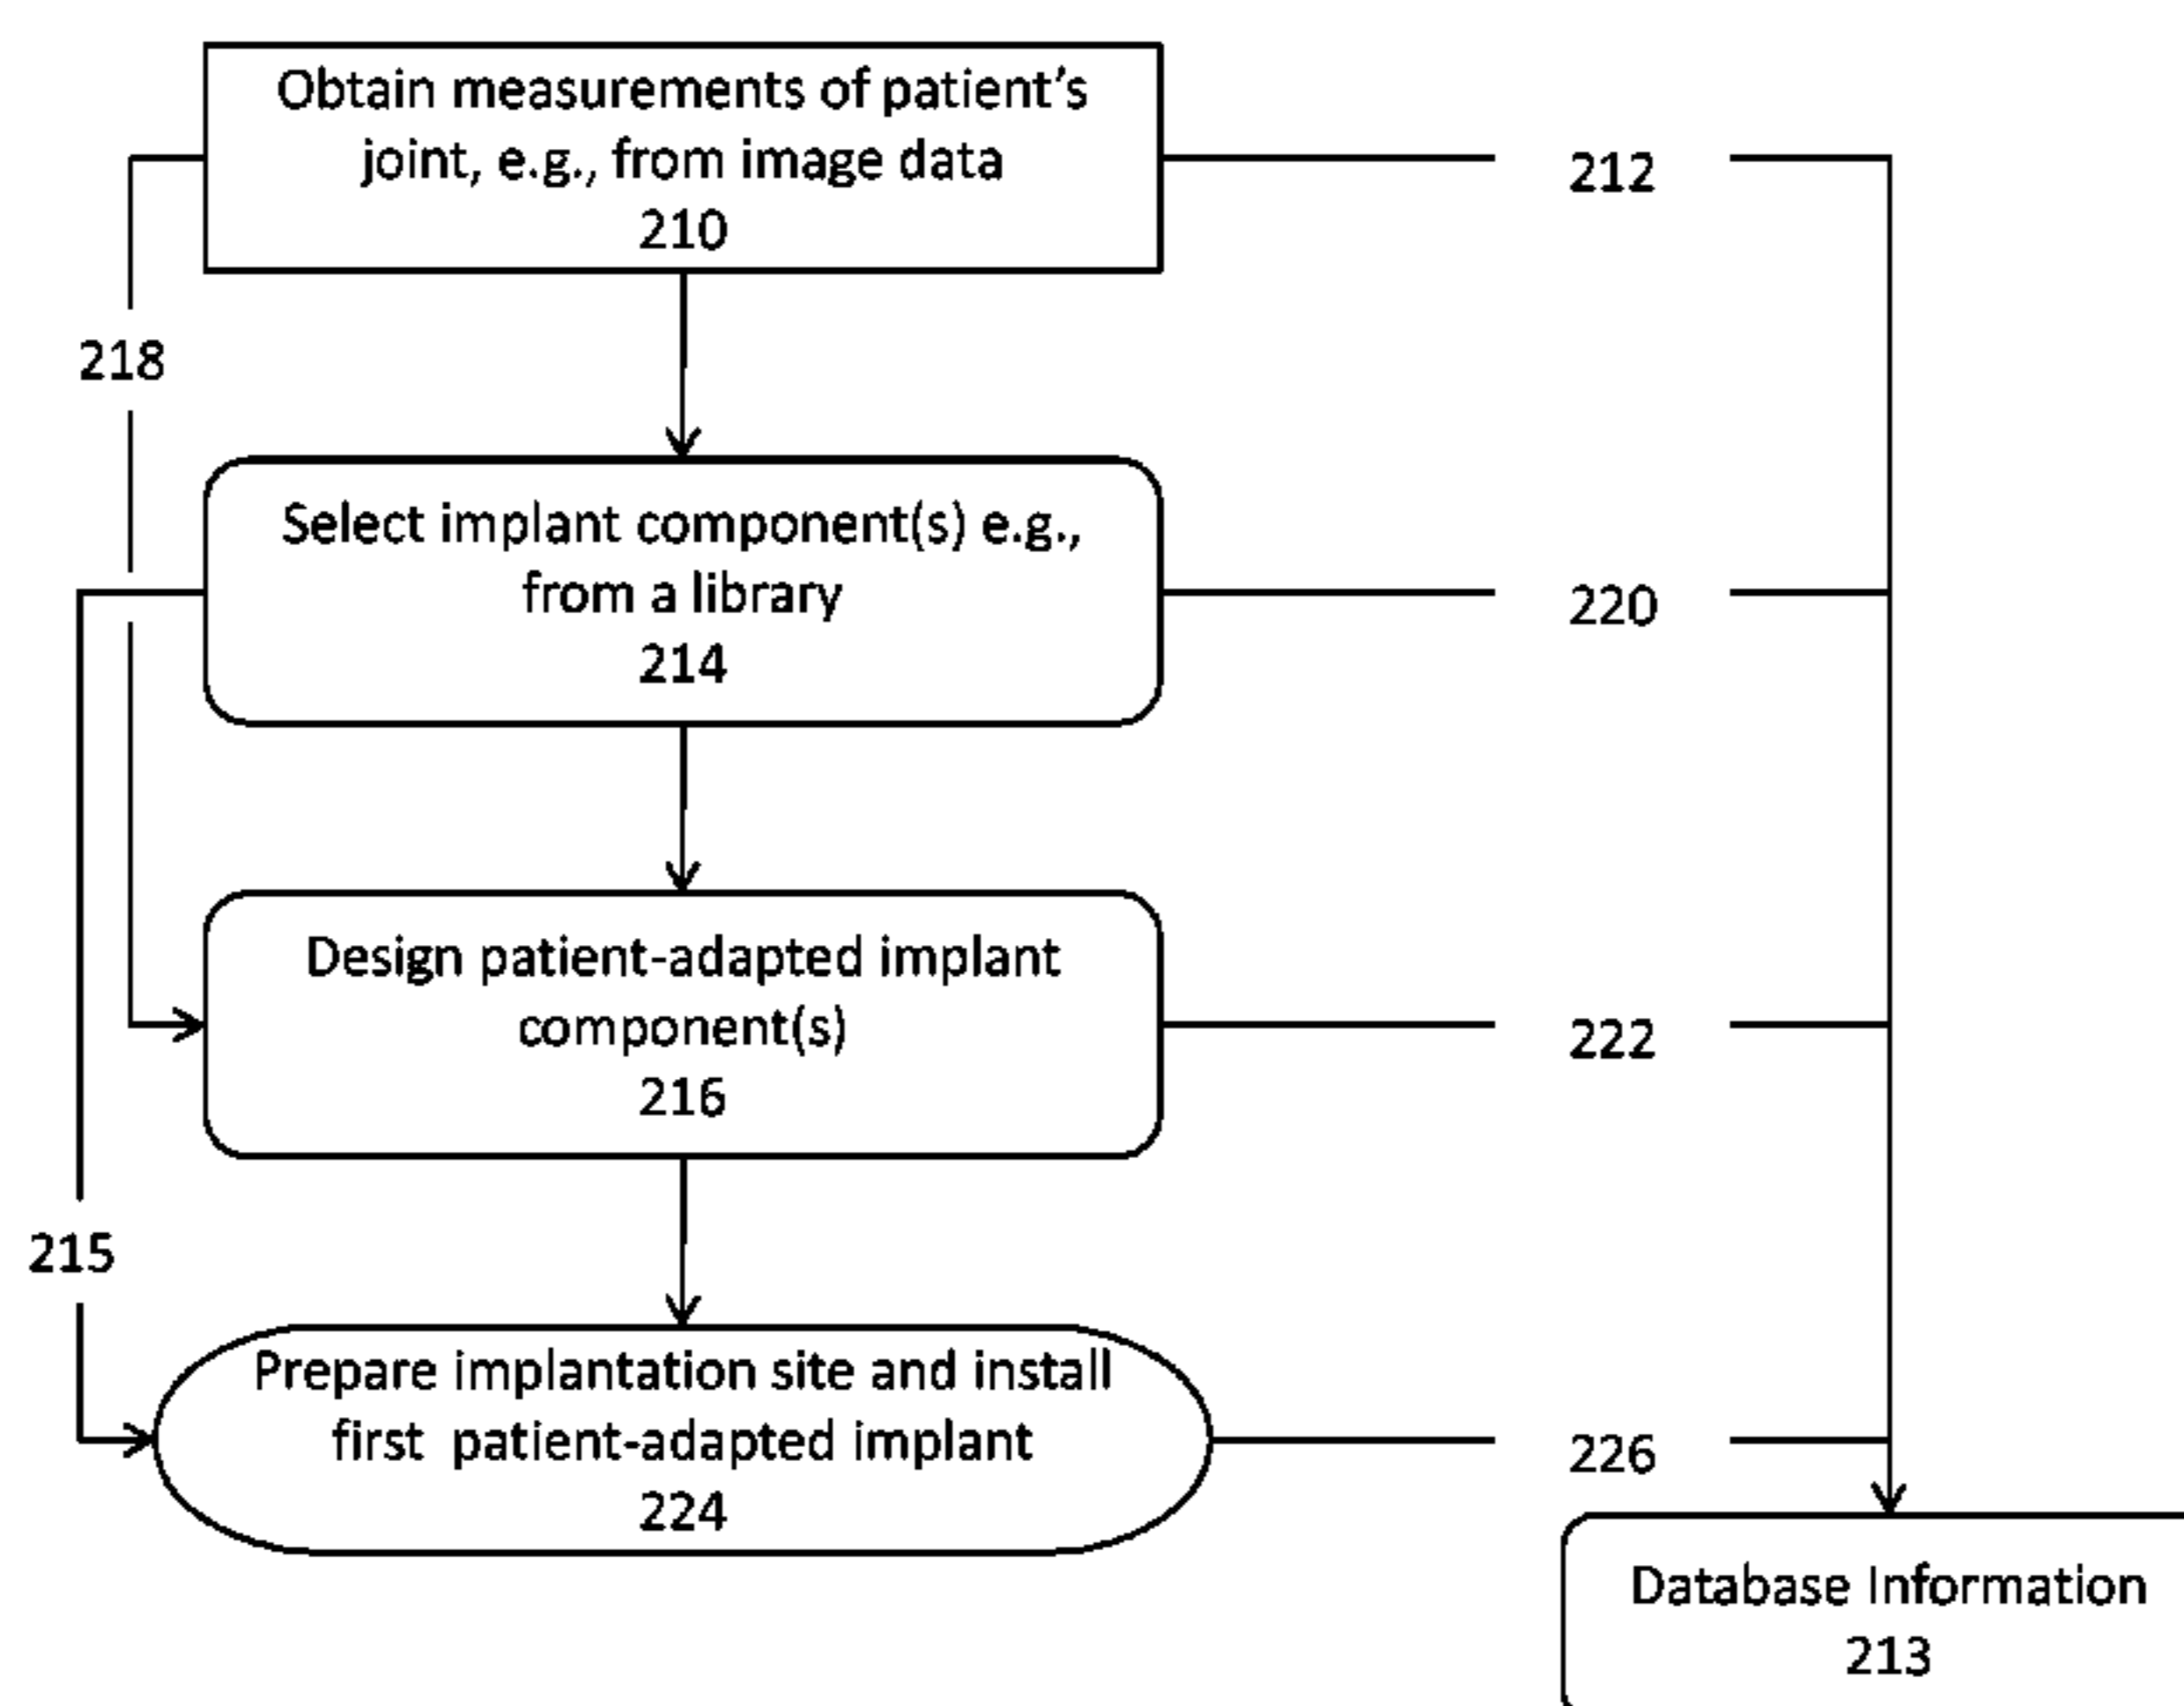 Obtain measurements of patient's
joint, e.g., from image data
210
212
218
Select implant component(s) e.g.,
from a library
214
220
Design patient-adapted implant
component(s)
216
222
215
Prepare implantation site and install
first patient-adapted implant
224
226
Database Information
213